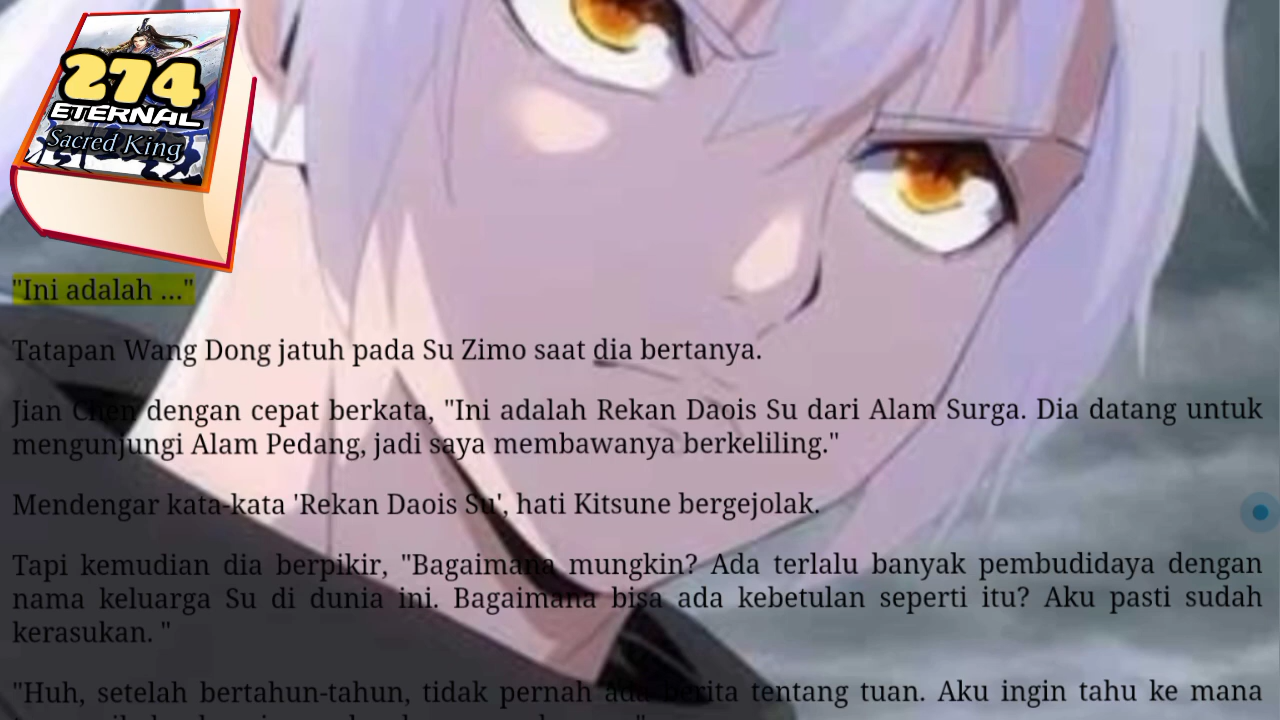 274
ETERNAL
Sacred King
"Ini adalah ..."
Tatapan Wang Dong jatuh pada Su Zimo saat dia bertanya.
Jian Chen dengan cepat berkata, "Ini adalah Rekan Daois Su dari Alam Surga. Dia datang untuk
mengunjungi Alam Pedang, jadi saya membawanya berkeliling."
Mendengar kata-kata 'Rekan Daois Su', hati Kitsune bergejolak.
Tapi kemudian dia berpikir, "Bagaimana mungkin? Ada terlalu banyak pembudidaya dengan
nama keluarga Su di dunia ini. Bagaimana bisa ada kebetulan seperti itu? Aku pasti sudah
kerasukan. "
"Huh, setelah bertahun-tahun, tidak pernah ada berita tentang tuan. Aku ingin tahu ke mana